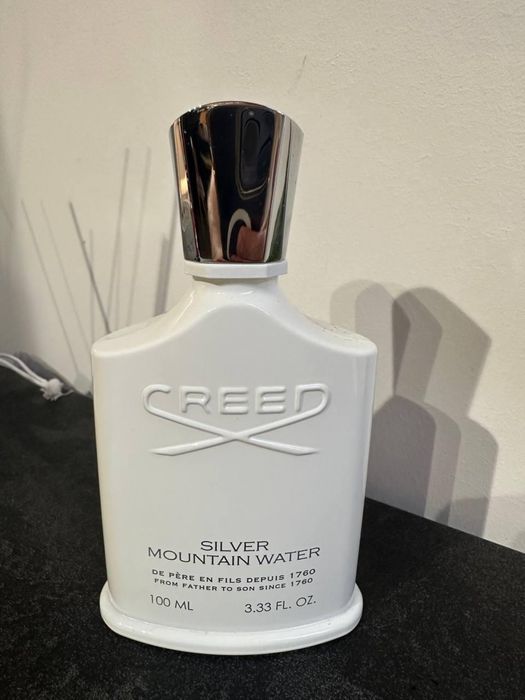 CREED
SILVER
MOUNTAIN WATER
DE PÈRE EN FILS DEPUIS 1760
FROM FATHER TO SON SINCE 1760
100 ML 3.33 FL. OZ.